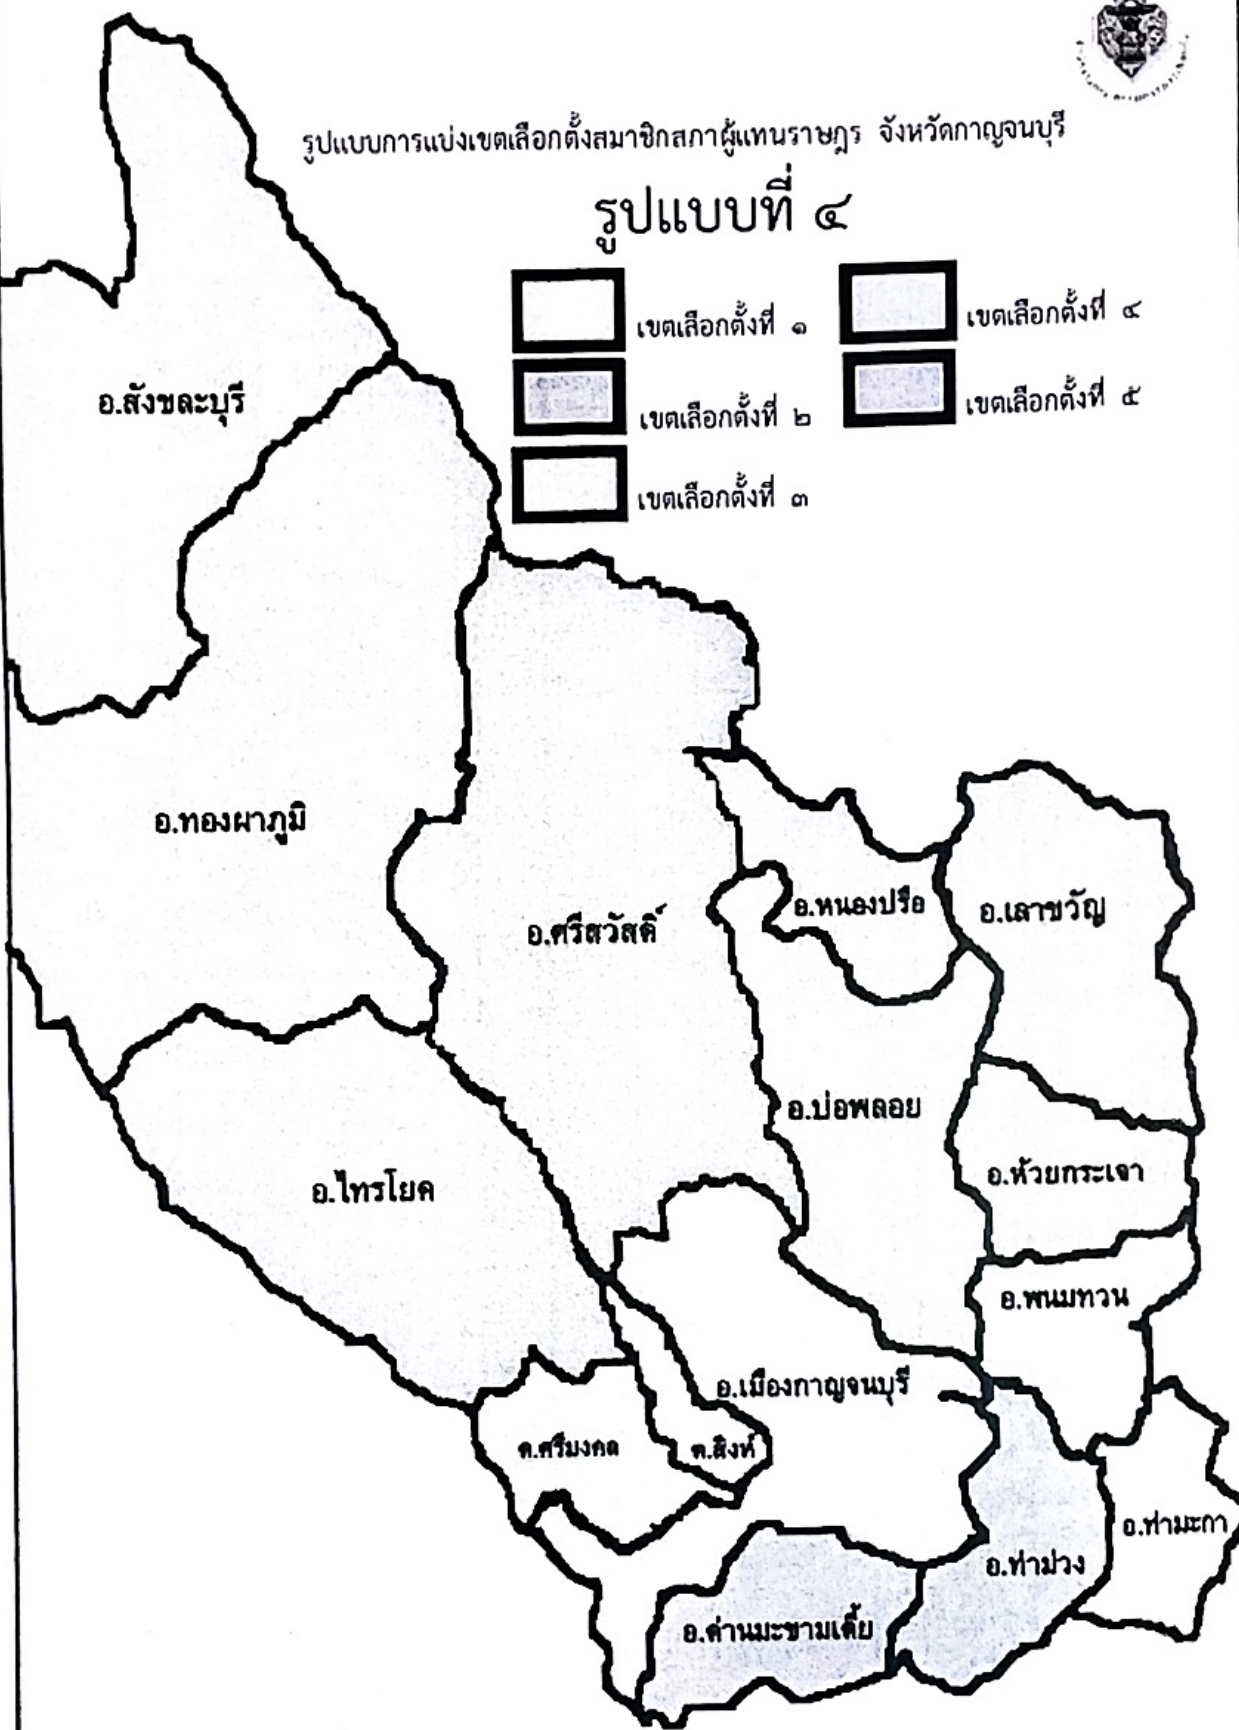 รูปแบบการแบ่งเขตเลือกตั้งสมาชิกสภาผู้แทนราษฎร จังหวัดกาญจนบุรี
รูปแบบที่ ๔
เขตเลือกตั้งที่ ๑
เขตเลือกตั้งที่ ๔
เขตเลือกตั้งที่ ๒
เขตเลือกตั้งที่ ๕
เขตเลือกตั้งที่ ๓
อ.สังขละบุรี
อ.ทองผาภูมิ
อ.ศรีสวัสดิ์
อ.หนองปรือ
อ.เลาขวัญ
อ.บ่อพลอย
อ.ห้วยกระเจา
อ.ไทรโยค
อ.พนมทวน
อ.เมืองกาญจนบุรี
ต.ศรีมงคล
ต.สิงห์
อ.ท่ามะกา
อ.ท่าม่วง
อ.ด่านมะขามเตี้ย